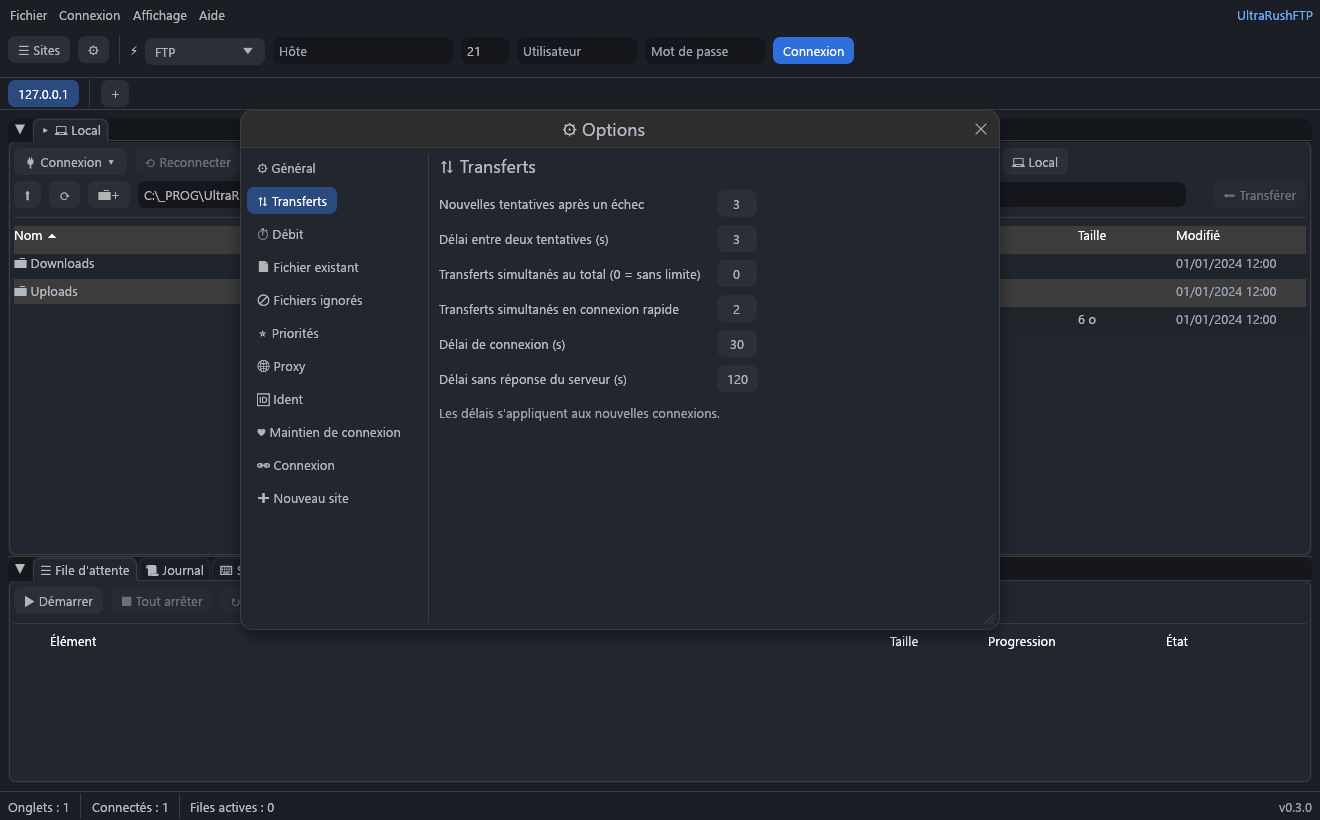 Fichier Connexion Affichage Aide UltraRushFTP
Sites FTP Hôte 21 Utilisateur Mot de passe Connexion
127.0.0.1 +
Local
Options
Connexion Reconnecter
Local
C:\_PROG\UltraR
Transférer
Nom Taille Modifié
Downloads 01/01/2024 12:00
Uploads 01/01/2024 12:00
6 o 01/01/2024 12:00
Général
Transferts
Débit
Fichier existant
Fichiers ignorés
Priorités
Proxy
Ident
Maintien de connexion
Connexion
Nouveau site
Transferts
Nouvelles tentatives après un échec 3
Délai entre deux tentatives (s) 3
Transferts simultanés au total (0 = sans limite) 0
Transferts simultanés en connexion rapide 2
Délai de connexion (s) 30
Délai sans réponse du serveur (s) 120
Les délais s'appliquent aux nouvelles connexions.
File d'attente Journal
Démarrer Tout arrêter
Élément Taille Progression État
Onglets : 1 Connectés : 1 Files actives : 0 v0.3.0